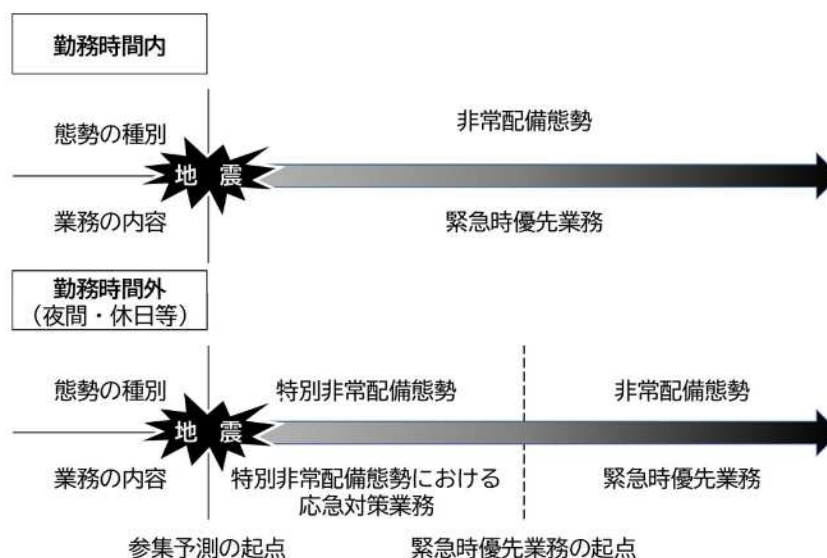 勤務時間内
態勢の種別
非常配備態勢
地 震
業務の内容
緊急時優先業務
勤務時間外
（夜間・休日等）
態勢の種別
特別非常配備態勢
非常配備態勢
地 震
業務の内容
特別非常配備態勢における
応急対策業務
緊急時優先業務
参集予測の起点
緊急時優先業務の起点